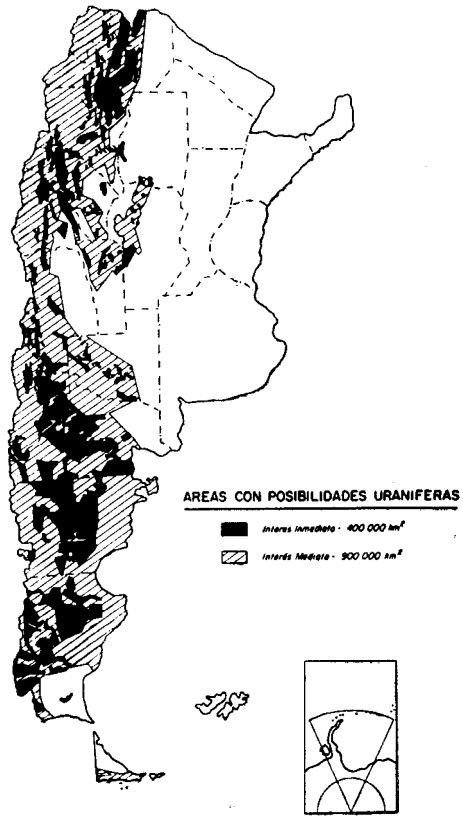 AREAS CON POSIBILIDADES URANIFERAS
Interes Inmediato - 400 000 km²
Interés Mediato - 900 000 km²